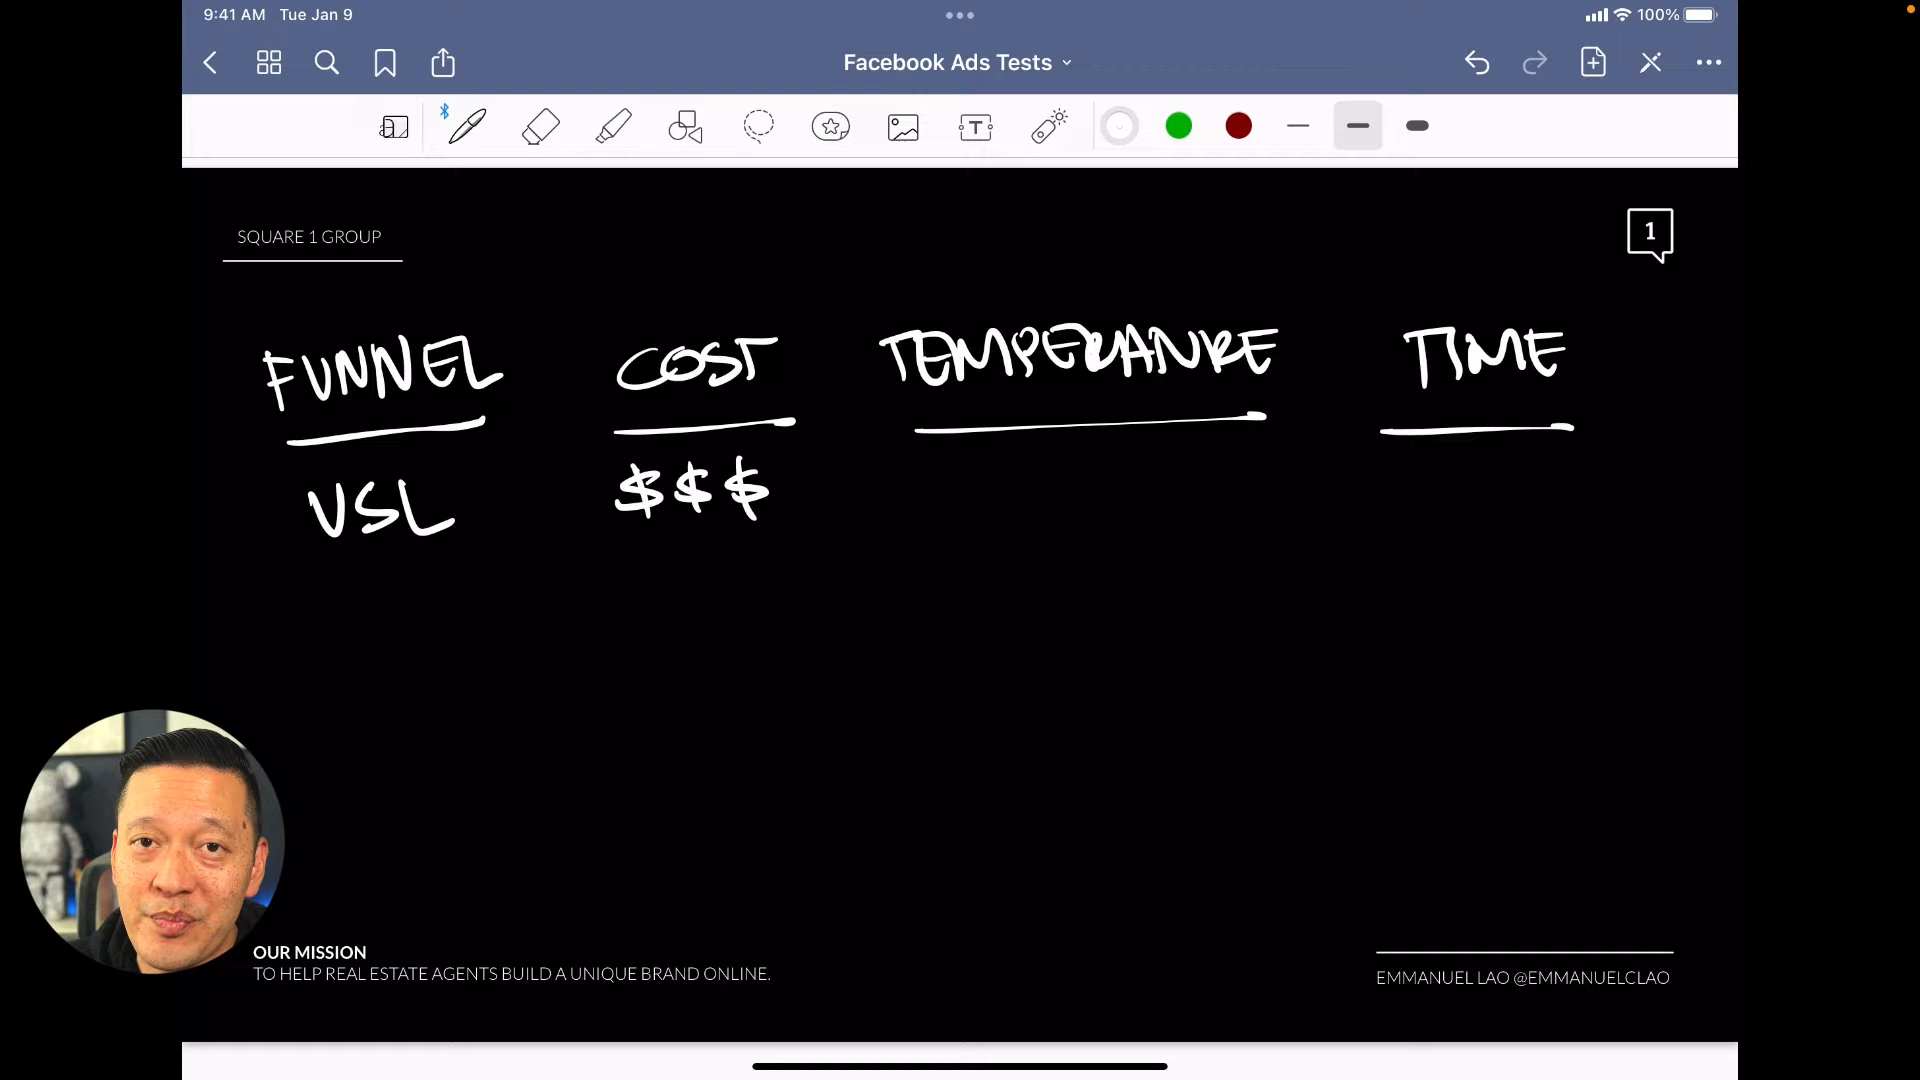 9:41 AM Tue Jan 9
100%
Facebook Ads Tests
SQUARE 1 GROUP
1
FUNNEL COST TEMPERANRE TIME
VSL $$$
OUR MISSION
TO HELP REAL ESTATE AGENTS BUILD A UNIQUE BRAND ONLINE.
EMMANUEL LAO @EMMANUELCLAO